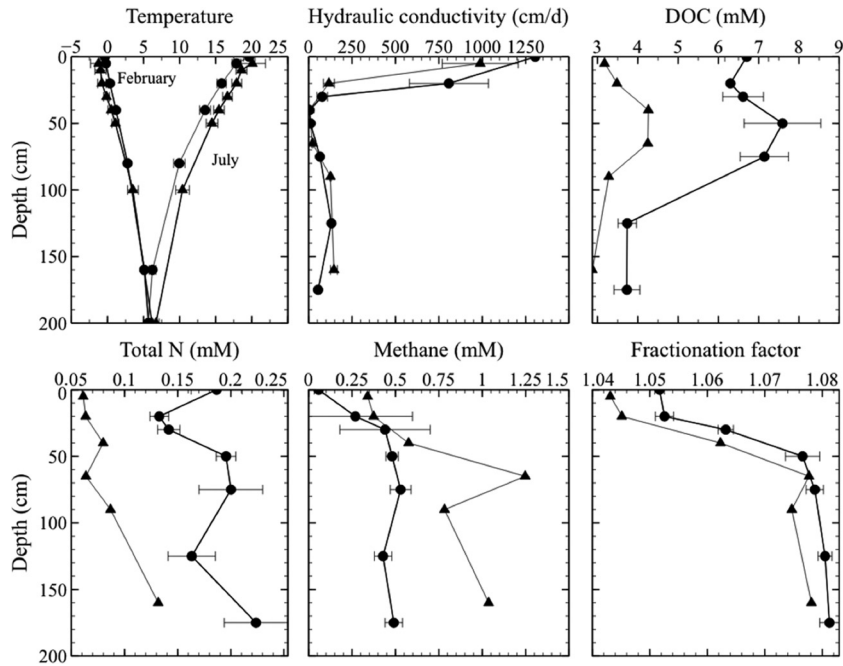 Temperature
−5 0 5 10 15 20 25
Hydraulic conductivity (cm/d)
0 250 500 750 1000 1250 1500
DOC (mM)
3 4 5 6 7 8 9
0
50
100
150
200
Depth (cm)
February
July
Total N (mM)
0.05 0.1 0.15 0.2 0.25
Methane (mM)
0 0.25 0.5 0.75 1 1.25 1.5
Fractionation factor
1.04 1.05 1.06 1.07 1.08
0
50
100
150
200
Depth (cm)